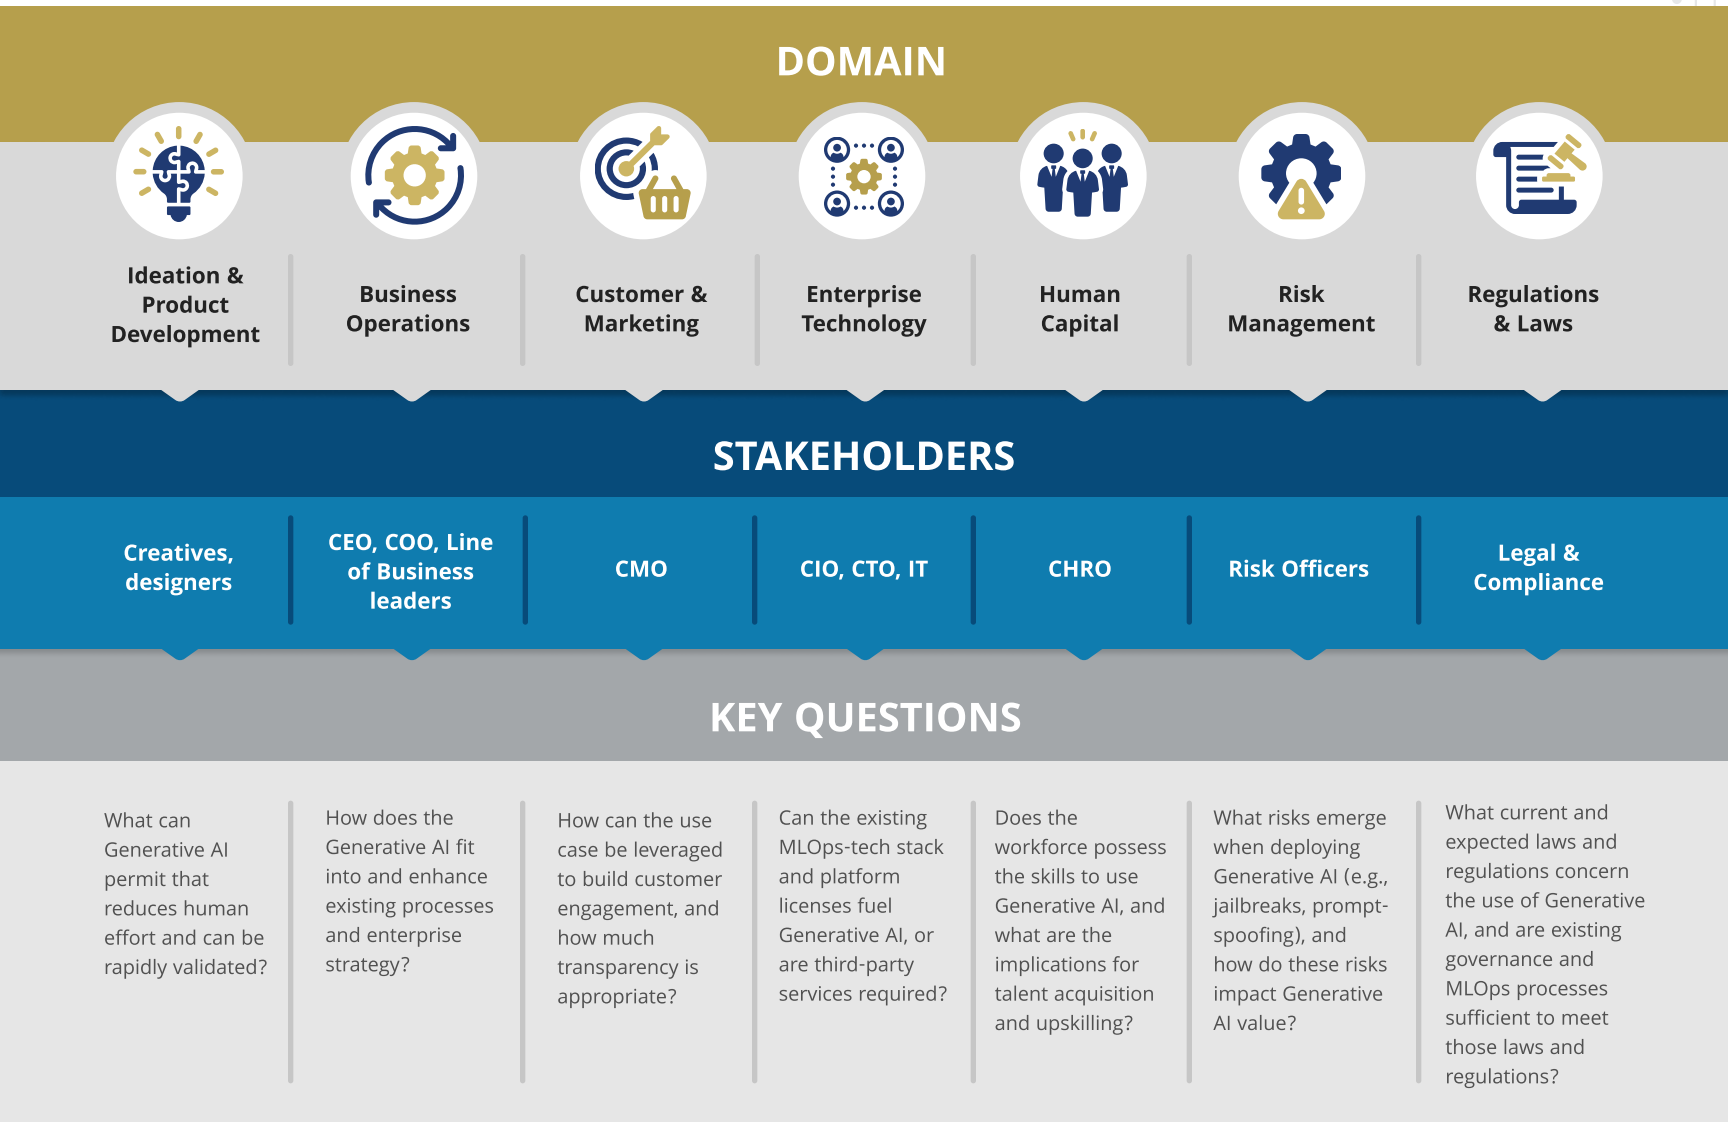 DOMAIN
Ideation &
Product
Development
Business
Operations
Customer &
Marketing
Enterprise
Technology
Human
Capital
Risk
Management
Regulations
& Laws
STAKEHOLDERS
Creatives,
designers
CEO, COO, Line
of Business
leaders
CMO
CIO, CTO, IT
CHRO
Risk Officers
Legal &
Compliance
KEY QUESTIONS
What can
Generative AI
permit that
reduces human
effort and can be
rapidly validated?
How does the
Generative AI fit
into and enhance
existing processes
and enterprise
strategy?
How can the use
case be leveraged
to build customer
engagement, and
how much
transparency is
appropriate?
Can the existing
MLOps-tech stack
and platform
licenses fuel
Generative AI, or
are third-party
services required?
Does the
workforce possess
the skills to use
Generative AI, and
what are the
implications for
talent acquisition
and upskilling?
What risks emerge
when deploying
Generative AI (e.g.,
jailbreaks, prompt-
spoofing), and
how do these risks
impact Generative
AI value?
What current and
expected laws and
regulations concern
the use of Generative
AI, and are existing
governance and
MLOps processes
sufficient to meet
those laws and
regulations?